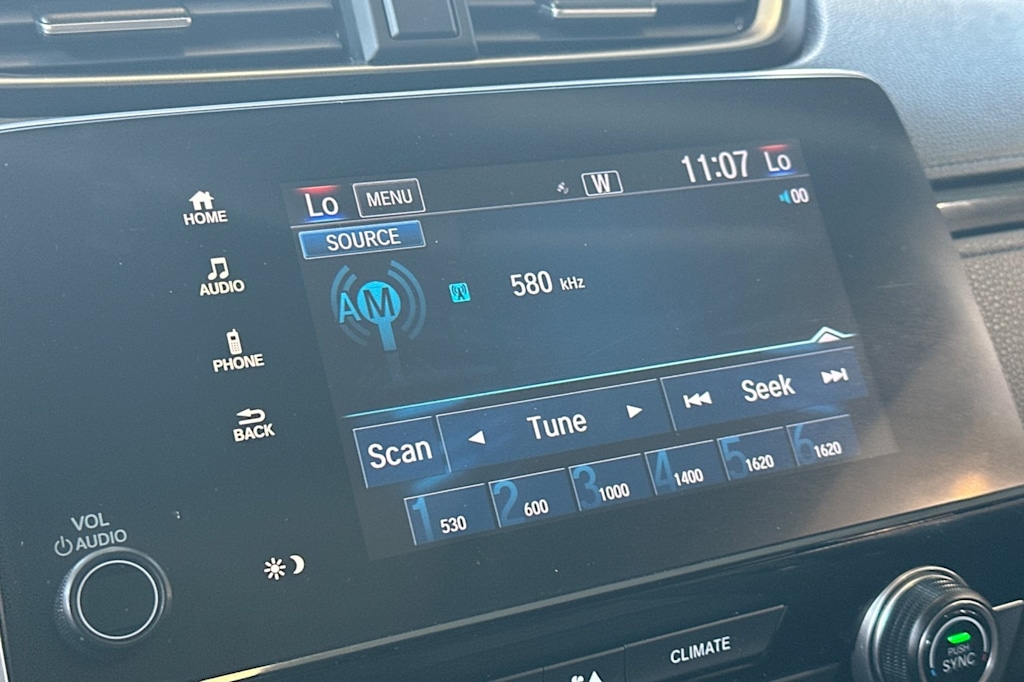 Lo MENU W 11:07 Lo
00
HOME
SOURCE
AUDIO
AM 580 kHz
PHONE
BACK
Scan Tune Seek
1 530 2 600 3 1000 4 1400 5 1620 6 1620
VOL
AUDIO
CLIMATE
PUSH
SYNC